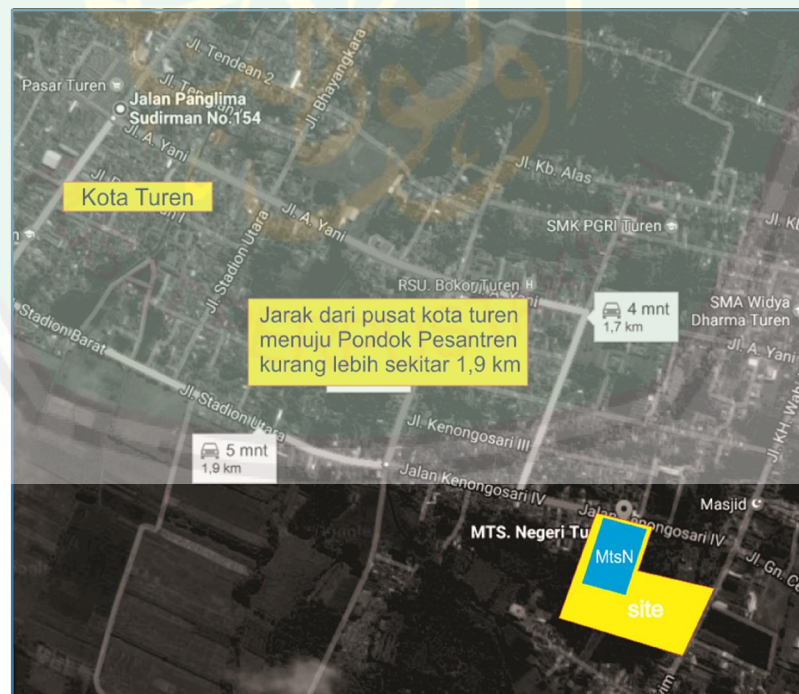 Jl. Tendean 2
Pasar Turen
Jalan Panglima
Sudirman No.154
Jl. Bhayangkara
Jl. A. Yani
Jl. Kb. Alas
Kota Turen
Jl. A. Yani
SMK PGRI Turen
Jl. Stadion Utara
RSU. Bokor Turen H
Yani
4 mnt
1,7 km
SMA Widya
Dharma Turen
Jarak dari pusat kota turen
menuju Pondok Pesantren
kurang lebih sekitar 1,9 km
Stadion Barat
Jl. A. Yani
Jl. Stadion Utara
Jl. Kenongosari III
5 mnt
1,9 km
Jalan Kenongosari IV
Masjid
MTS. Negeri Tu
MtsN
site